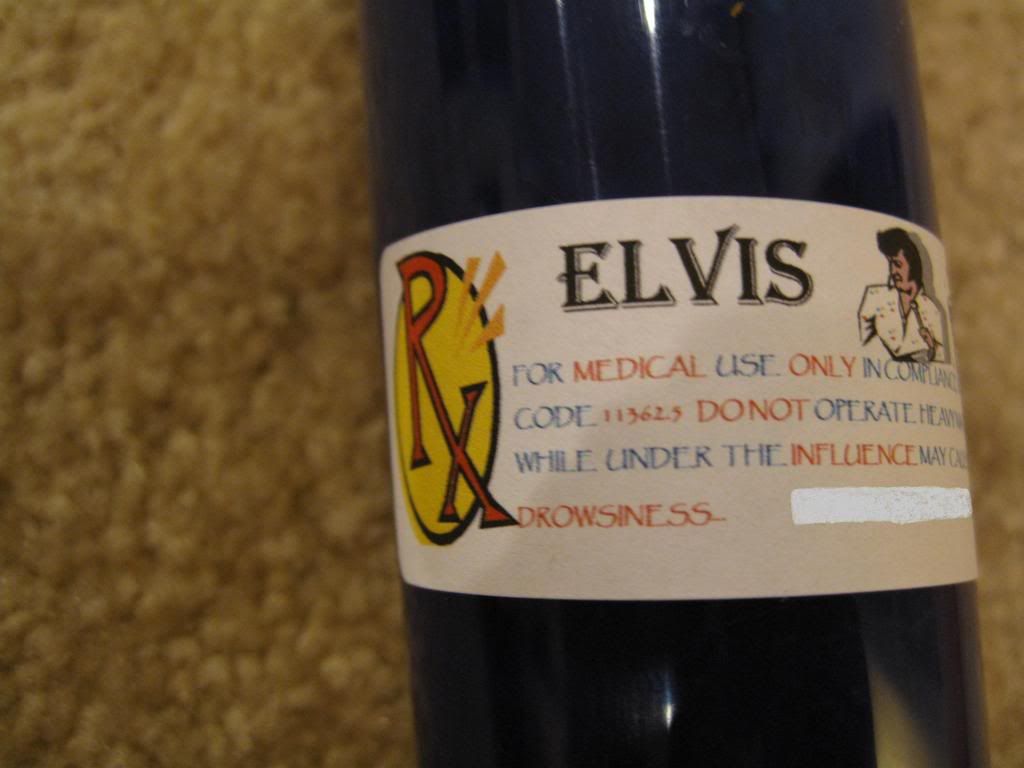 ELVIS
RX
FOR MEDICAL USE ONLY IN
CODE 11362.5 DO NOT OPERATE
WHILE UNDER THE INFLUENCE MAY
DROWSINESS...